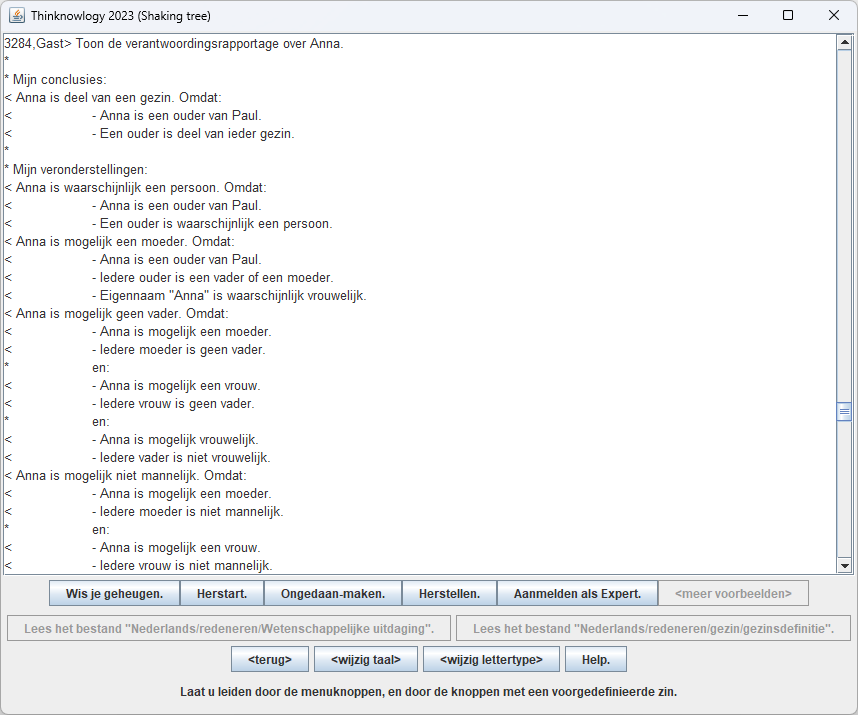 Thinknowlogy 2023 (Shaking tree)
3284,Gast> Toon de verantwoordingsrapportage over Anna.
*
* Mijn conclusies:
< Anna is deel van een gezin. Omdat:
< - Anna is een ouder van Paul.
< - Een ouder is deel van ieder gezin.
*
* Mijn veronderstellingen:
< Anna is waarschijnlijk een persoon. Omdat:
< - Anna is een ouder van Paul.
< - Een ouder is waarschijnlijk een persoon.
< Anna is mogelijk een moeder. Omdat:
< - Anna is een ouder van Paul.
< - Iedere ouder is een vader of een moeder.
< - Eigennaam "Anna" is waarschijnlijk vrouwelijk.
< Anna is mogelijk geen vader. Omdat:
< - Anna is mogelijk een moeder.
< - Iedere moeder is geen vader.
* en:
< - Anna is mogelijk een vrouw.
< - Iedere vrouw is geen vader.
* en:
< - Anna is mogelijk vrouwelijk.
< - Iedere vader is niet vrouwelijk.
< Anna is mogelijk niet mannelijk. Omdat:
< - Anna is mogelijk een moeder.
< - Iedere moeder is niet mannelijk.
* en:
< - Anna is mogelijk een vrouw.
< - Iedere vrouw is niet mannelijk.
Wis je geheugen. Herstart. Ongedaan-maken. Herstellen. Aanmelden als Expert. <meer voorbeelden>
Lees het bestand "Nederlands/redeneren/Wetenschappelijke uitdaging". Lees het bestand "Nederlands/redeneren/gezin/gezinsdefinitie".
<terug> <wijzig taal> <wijzig lettertype> Help.
Laat u leiden door de menuknoppen, en door de knoppen met een voorgedefinieerde zin.